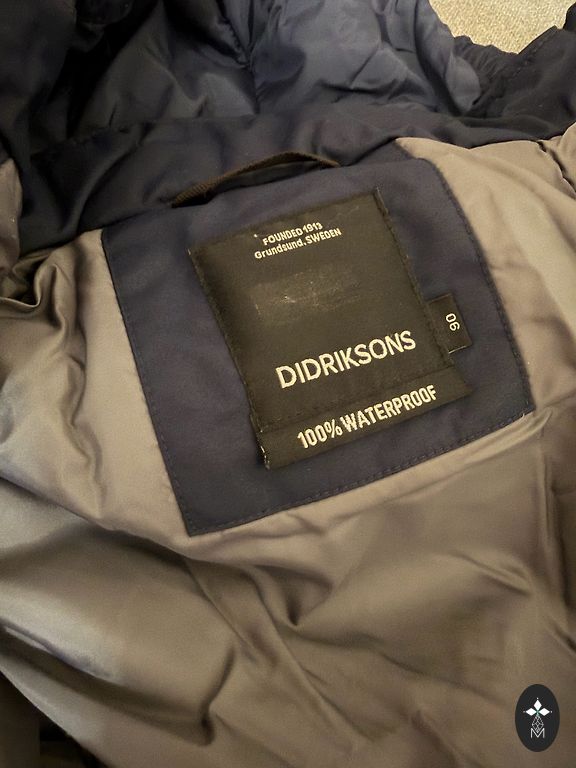 FOUNDED 1913
Grundsund. SWEDEN
DIDRIKSONS
90
100% WATERPROOF